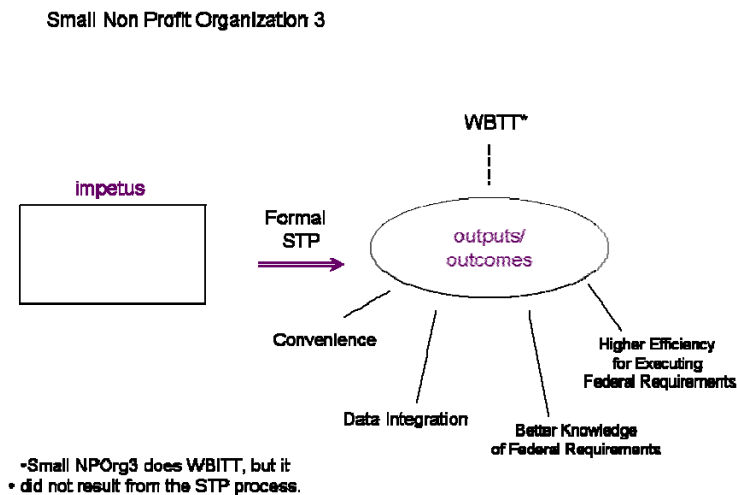 Small Non Profit Organization 3
WBTT*
impetus
Formal
STP
outputs/
outcomes
Convenience
Higher Efficiency
for Executing
Federal Requirements
Data Integration
Better Knowledge
of Federal Requirements
•Small NPOrg3 does WBITT, but it
• did not result from the STP process.